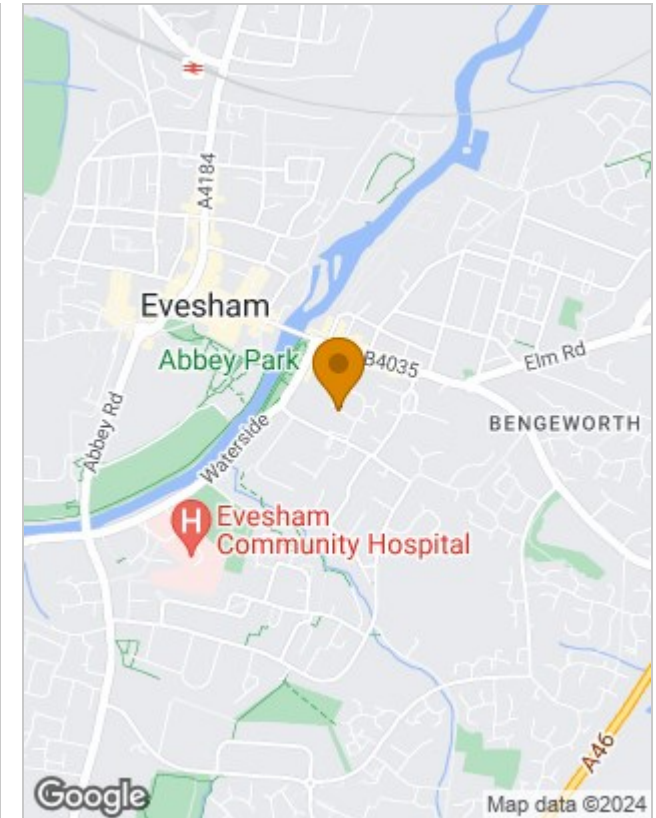 A4184
Evesham
Abbey Park
B4035
Elm Rd
BENGEWORTH
Abbey Rd
Waterside
H
Evesham
Community Hospital
A46
Google
Map data ©2024